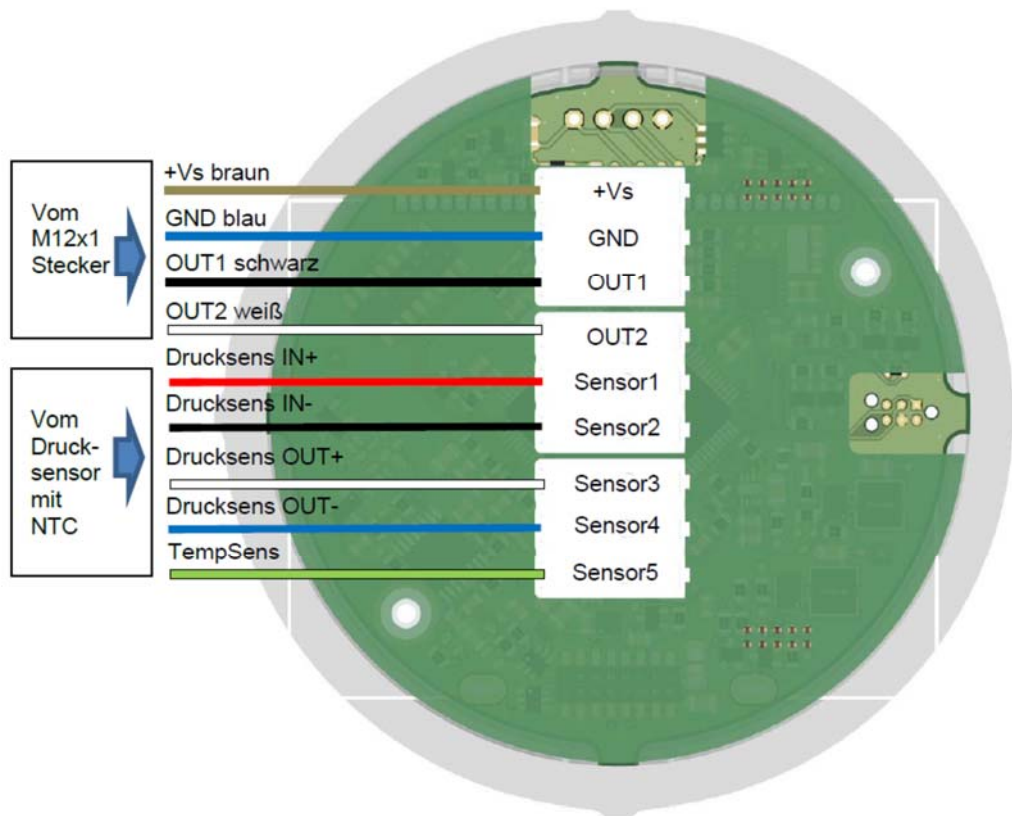 Vom
M12x1
Stecker
+Vs braun
GND blau
OUT1 schwarz
OUT2 weiß
Vom
Druck-
sensor
mit
NTC
Drucksens IN+
Drucksens IN-
Drucksens OUT+
Drucksens OUT-
TempSens
+Vs
GND
OUT1
OUT2
Sensor1
Sensor2
Sensor3
Sensor4
Sensor5